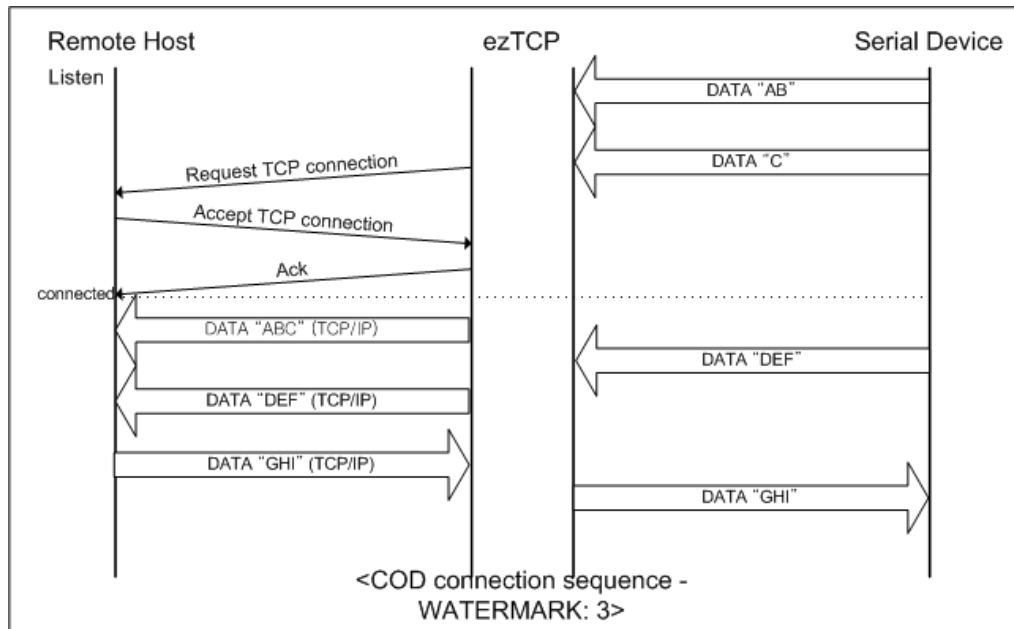 Remote Host
ezTCP
Serial Device
Listen
DATA “AB”
DATA “C”
Request TCP connection
Accept TCP connection
Ack
connected
DATA “ABC” (TCP/IP)
DATA “DEF”
DATA “DEF” (TCP/IP)
DATA “GHI” (TCP/IP)
DATA “GHI”
<COD connection sequence -
WATERMARK: 3>